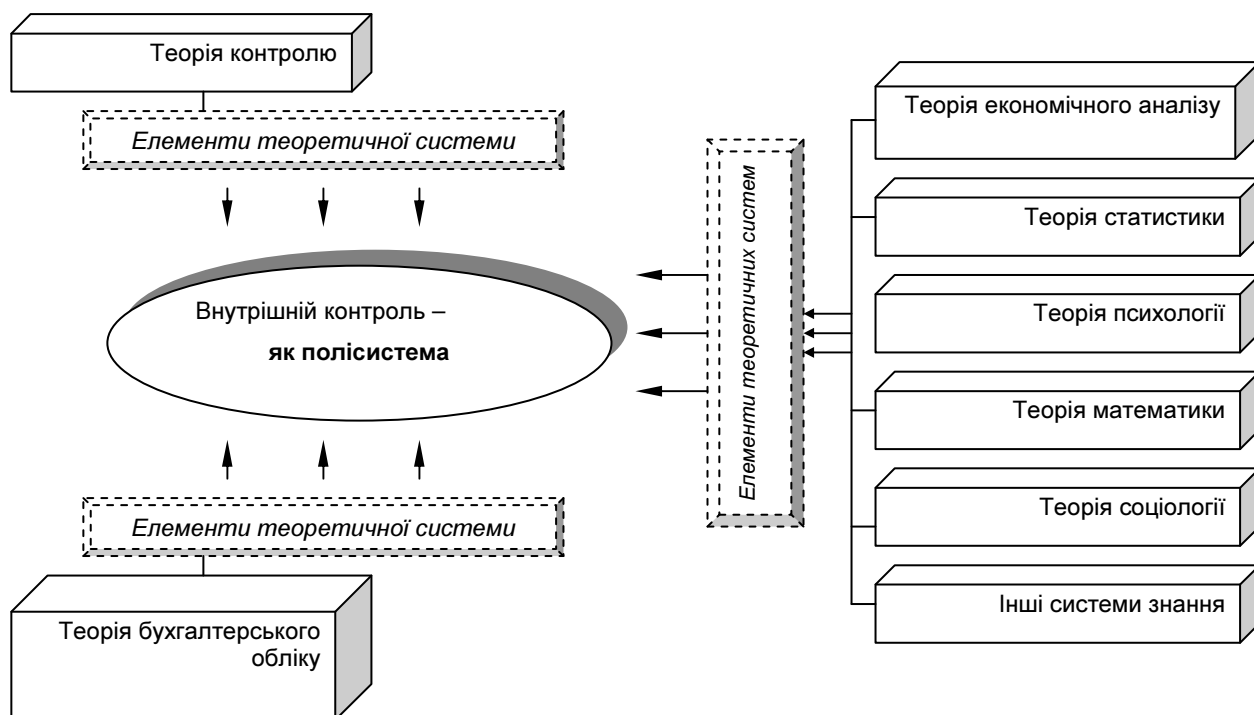 Теорія контролю
Елементи теоретичної системи
Внутрішній контроль –
як полісистема
Елементи теоретичної системи
Теорія бухгалтерського
обліку
Елементи теоретичних систем
Теорія економічного аналізу
Теорія статистики
Теорія психології
Теорія математики
Теорія соціології
Інші системи знання